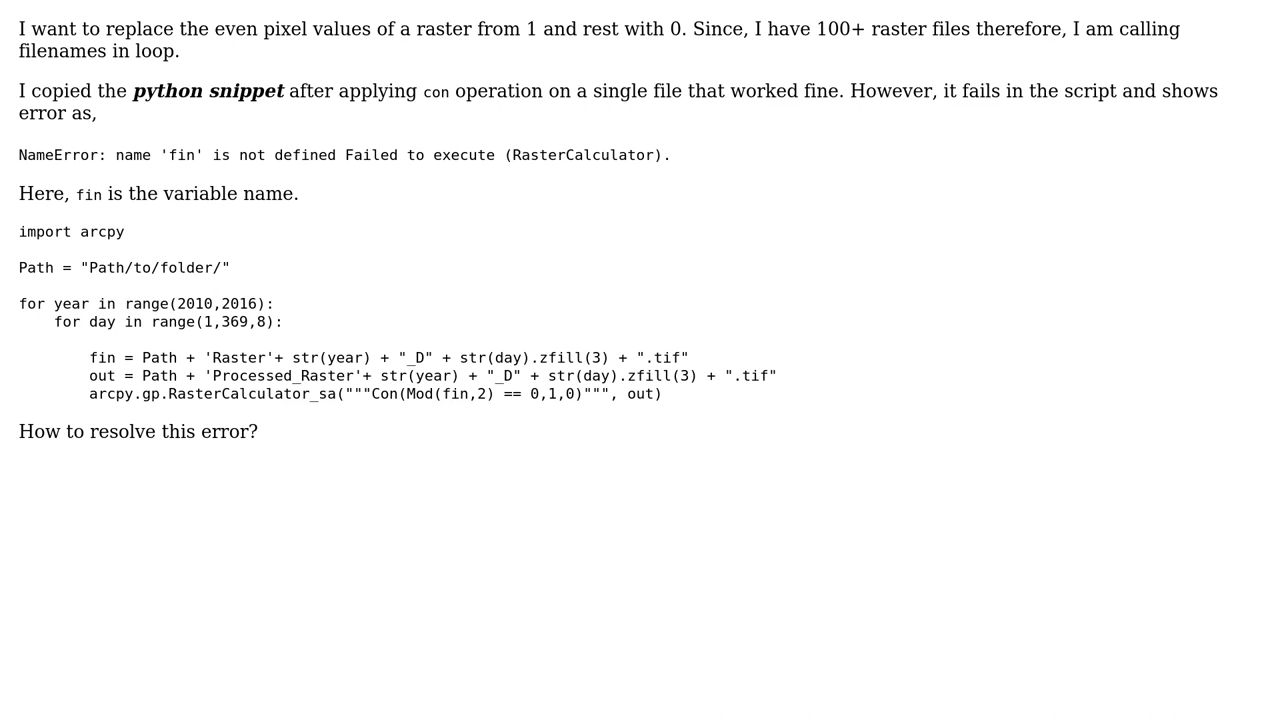 I want to replace the even pixel values of a raster from 1 and rest with 0. Since, I have 100+ raster files therefore, I am calling
filenames in loop.
I copied the python snippet after applying con operation on a single file that worked fine. However, it fails in the script and shows
error as,
NameError: name 'fin' is not defined Failed to execute (RasterCalculator).
Here, fin is the variable name.
import arcpy
Path = "Path/to/folder/"
for year in range(2010,2016):
    for day in range(1,369,8):
        fin = Path + 'Raster'+ str(year) + "_D" + str(day).zfill(3) + ".tif"
        out = Path + 'Processed_Raster'+ str(year) + "_D" + str(day).zfill(3) + ".tif"
        arcpy.gp.RasterCalculator_sa("""Con(Mod(fin,2) == 0,1,0)""", out)
How to resolve this error?